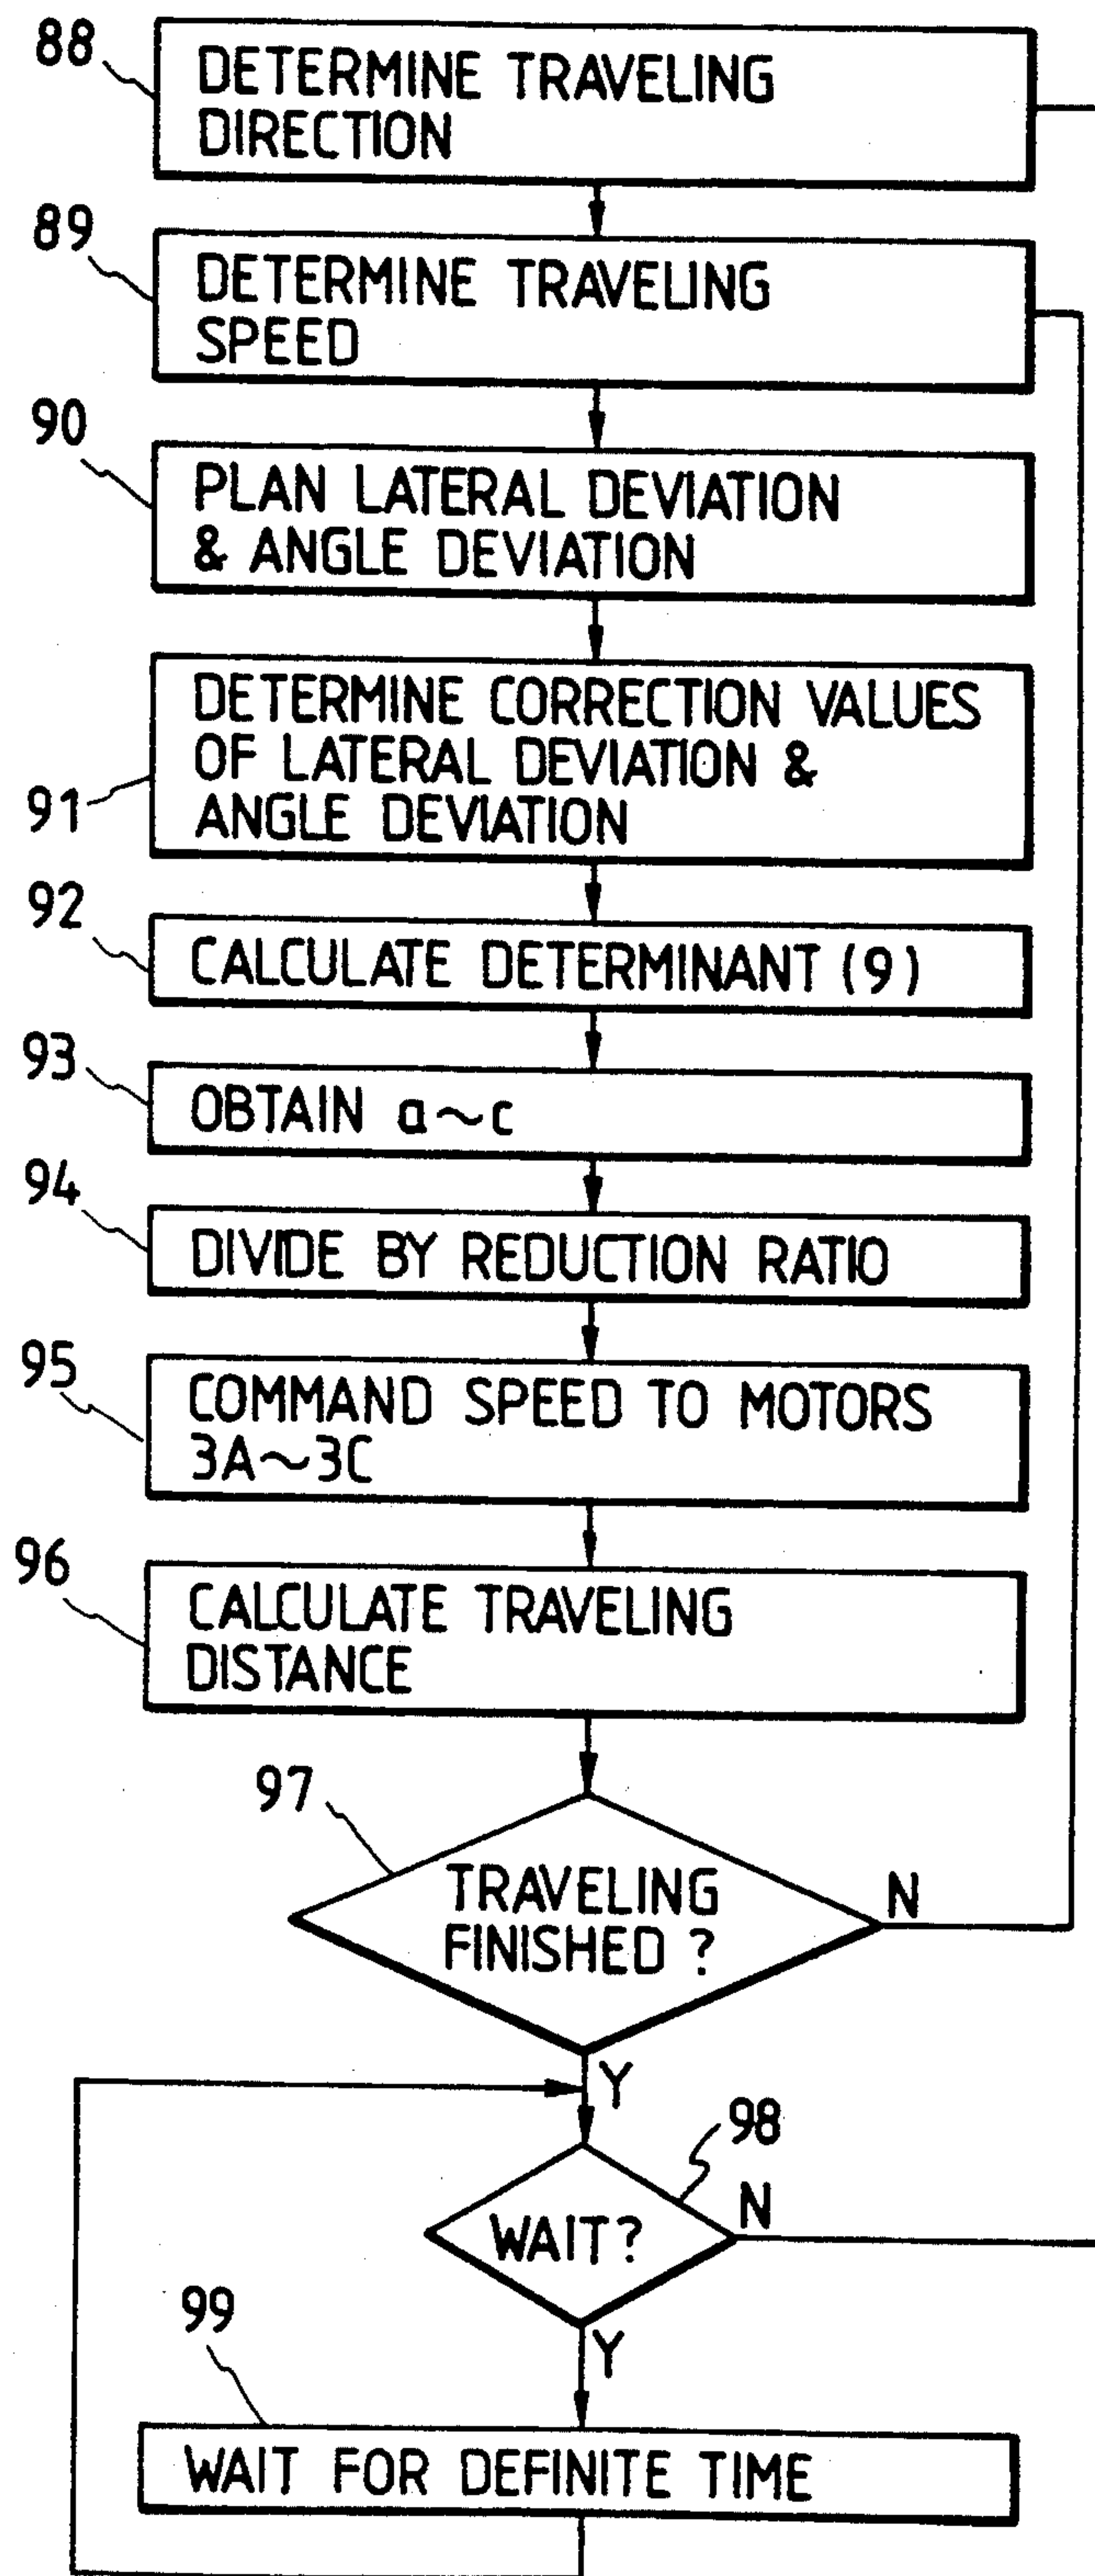 88
DETERMINE TRAVELING
DIRECTION
89
DETERMINE TRAVELING
SPEED
90
PLAN LATERAL DEVIATION
& ANGLE DEVIATION
91
DETERMINE CORRECTION VALUES
OF LATERAL DEVIATION &
ANGLE DEVIATION
92
CALCULATE DETERMINANT (9)
93
OBTAIN a~c
94
DIVIDE BY REDUCTION RATIO
95
COMMAND SPEED TO MOTORS
3A~3C
96
CALCULATE TRAVELING
DISTANCE
97
TRAVELING
FINISHED ?
N
Y
98
WAIT?
N
Y
99
WAIT FOR DEFINITE TIME